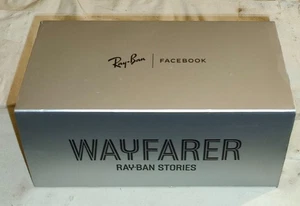 Ray-Ban | FACEBOOK
WAYFARER
RAY-BAN STORIES